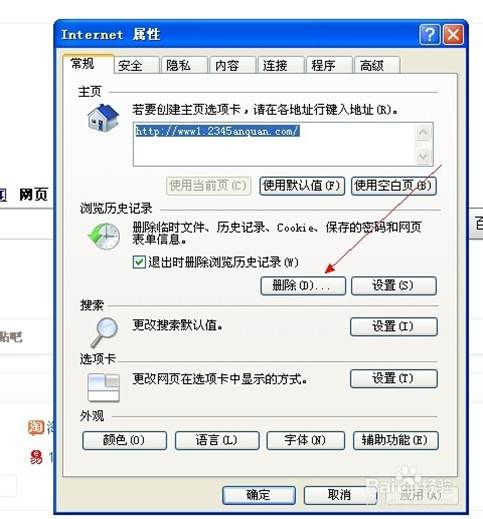 Internet 属性
常规 安全 隐私 内容 连接 程序 高级
主页
若要创建主页选项卡，请在各地址行键入地址(R)。
http://www1.2345anquan.com/
使用当前页(C) 使用默认值(F) 使用空白页(B)
网页
浏览历史记录
删除临时文件、历史记录、Cookie、保存的密码和网页
表单信息。
退出时删除浏览历史记录(W)
删除(D)... 设置(S)
搜索
更改搜索默认值。 设置(I)
贴吧
选项卡
更改网页在选项卡中显示的方式。 设置(T)
外观
淘
颜色(O) 语言(L) 字体(N) 辅助功能(E)
易 1
确定 取消 应用(A)
Baidu 经验